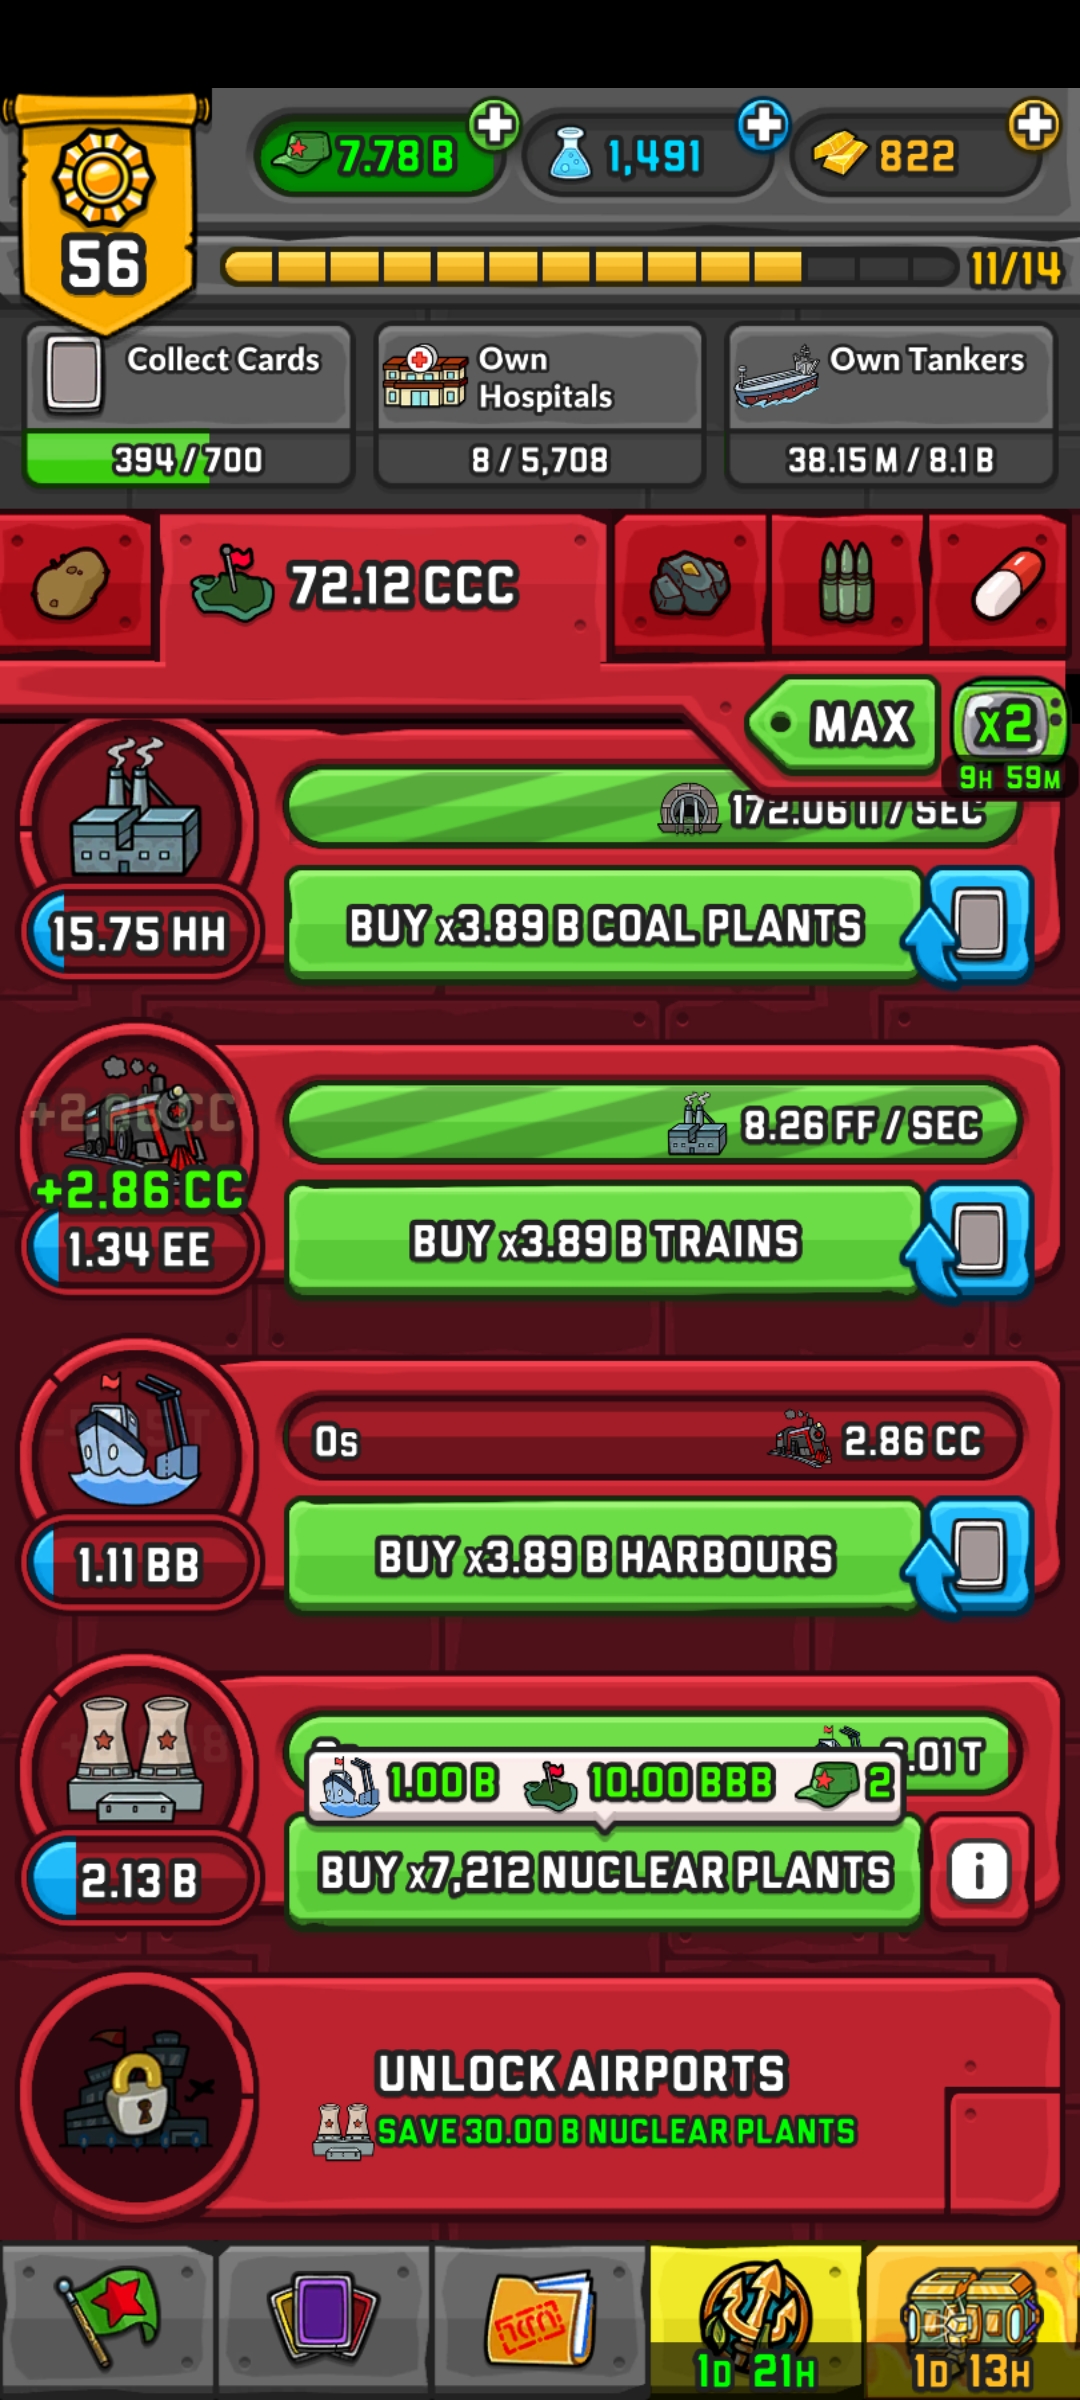 7.78 B
1,491
822
56
11/14
Collect Cards
Own
Hospitals
Own Tankers
394 / 700
8 / 5,708
38.15 M / 8.1 B
72.12 CCC
MAX
x2
9H 59M
172.06 II / SEC
BUY x3.89 B COAL PLANTS
15.75 HH
8.26 FF / SEC
+2.86 CC
BUY x3.89 B TRAINS
1.34 EE
0s
2.86 CC
BUY x3.89 B HARBOURS
1.11 BB
.01 T
1.00 B
10.00 BBB
2
BUY x7,212 NUCLEAR PLANTS
2.13 B
UNLOCK AIRPORTS
SAVE 30.00 B NUCLEAR PLANTS
1D 21H
1D 13H